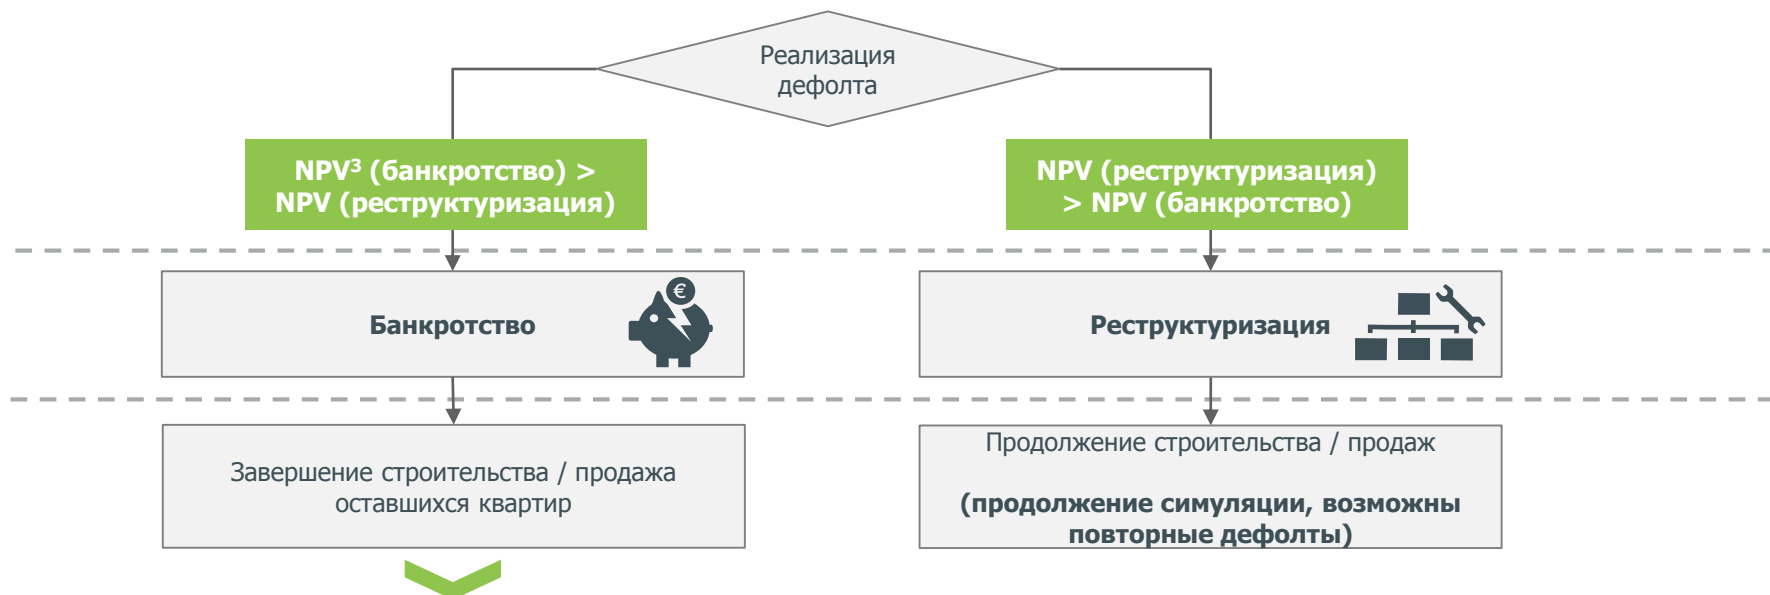 Реализация
дефолта
NPV³ (банкротство) >
NPV (реструктуризация)
NPV (реструктуризация)
> NPV (банкротство)
Банкротство
€
Реструктуризация
Завершение строительства / продажа
оставшихся квартир
Продолжение строительства / продаж
(продолжение симуляции, возможны
повторные дефолты)